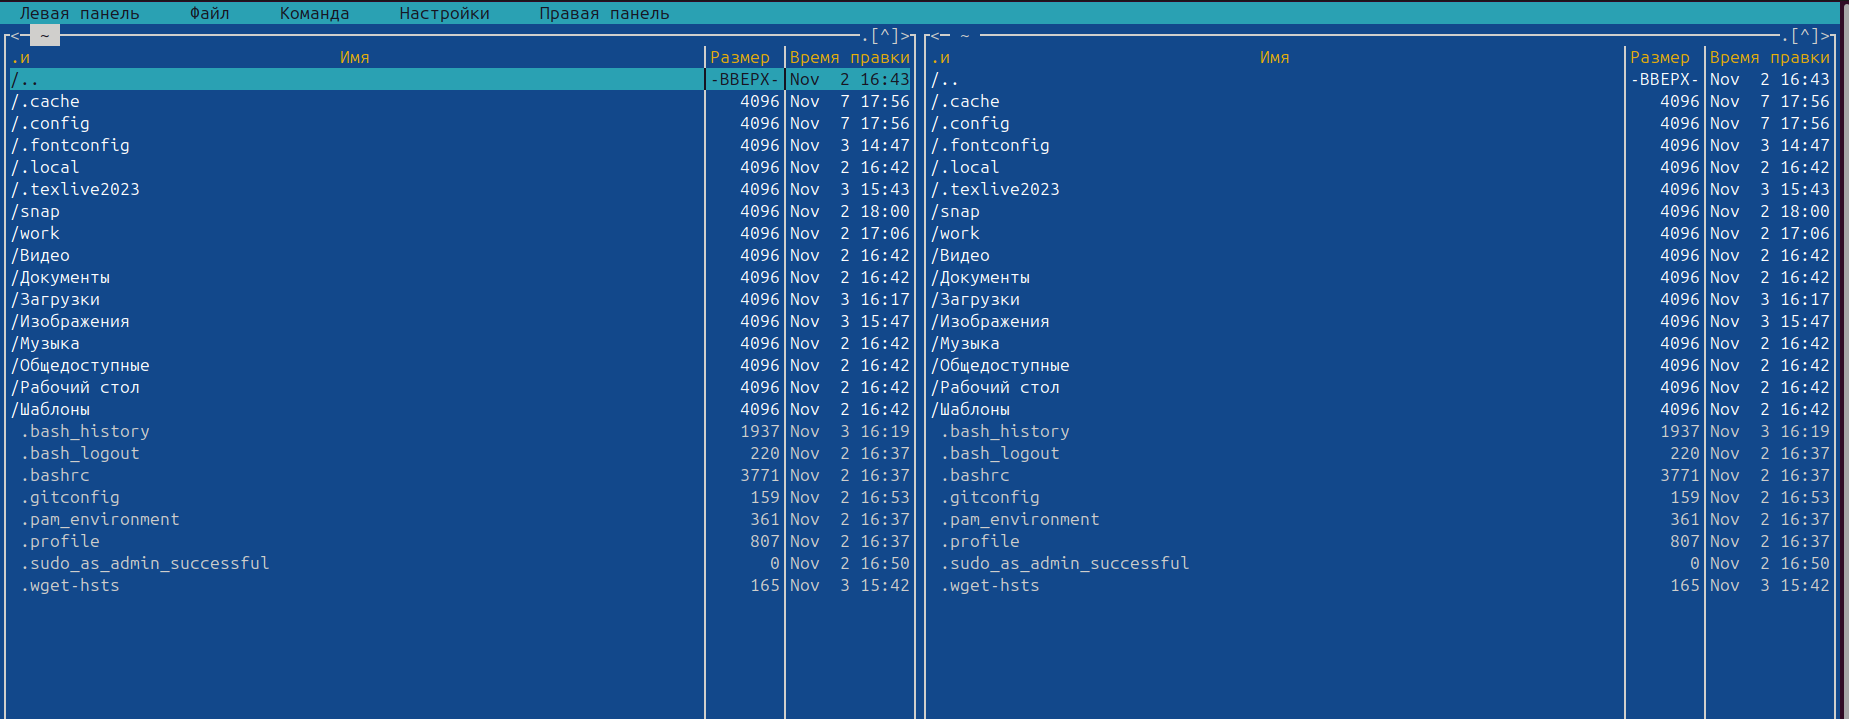 Левая панель Файл Команда Настройки Правая панель
< ~ .[^]> < ~ .[^]>
.и Имя Размер Время правки .и Имя Размер Время правки
/.. -ВВЕРХ- Nov 2 16:43 /.. -ВВЕРХ- Nov 2 16:43
/.cache 4096 Nov 7 17:56 /.cache 4096 Nov 7 17:56
/.config 4096 Nov 7 17:56 /.config 4096 Nov 7 17:56
/.fontconfig 4096 Nov 3 14:47 /.fontconfig 4096 Nov 3 14:47
/.local 4096 Nov 2 16:42 /.local 4096 Nov 2 16:42
/.texlive2023 4096 Nov 3 15:43 /.texlive2023 4096 Nov 3 15:43
/snap 4096 Nov 2 18:00 /snap 4096 Nov 2 18:00
/work 4096 Nov 2 17:06 /work 4096 Nov 2 17:06
/Видео 4096 Nov 2 16:42 /Видео 4096 Nov 2 16:42
/Документы 4096 Nov 2 16:42 /Документы 4096 Nov 2 16:42
/Загрузки 4096 Nov 3 16:17 /Загрузки 4096 Nov 3 16:17
/Изображения 4096 Nov 3 15:47 /Изображения 4096 Nov 3 15:47
/Музыка 4096 Nov 2 16:42 /Музыка 4096 Nov 2 16:42
/Общедоступные 4096 Nov 2 16:42 /Общедоступные 4096 Nov 2 16:42
/Рабочий стол 4096 Nov 2 16:42 /Рабочий стол 4096 Nov 2 16:42
/Шаблоны 4096 Nov 2 16:42 /Шаблоны 4096 Nov 2 16:42
.bash_history 1937 Nov 3 16:19 .bash_history 1937 Nov 3 16:19
.bash_logout 220 Nov 2 16:37 .bash_logout 220 Nov 2 16:37
.bashrc 3771 Nov 2 16:37 .bashrc 3771 Nov 2 16:37
.gitconfig 159 Nov 2 16:53 .gitconfig 159 Nov 2 16:53
.pam_environment 361 Nov 2 16:37 .pam_environment 361 Nov 2 16:37
.profile 807 Nov 2 16:37 .profile 807 Nov 2 16:37
.sudo_as_admin_successful 0 Nov 2 16:50 .sudo_as_admin_successful 0 Nov 2 16:50
.wget-hsts 165 Nov 3 15:42 .wget-hsts 165 Nov 3 15:42